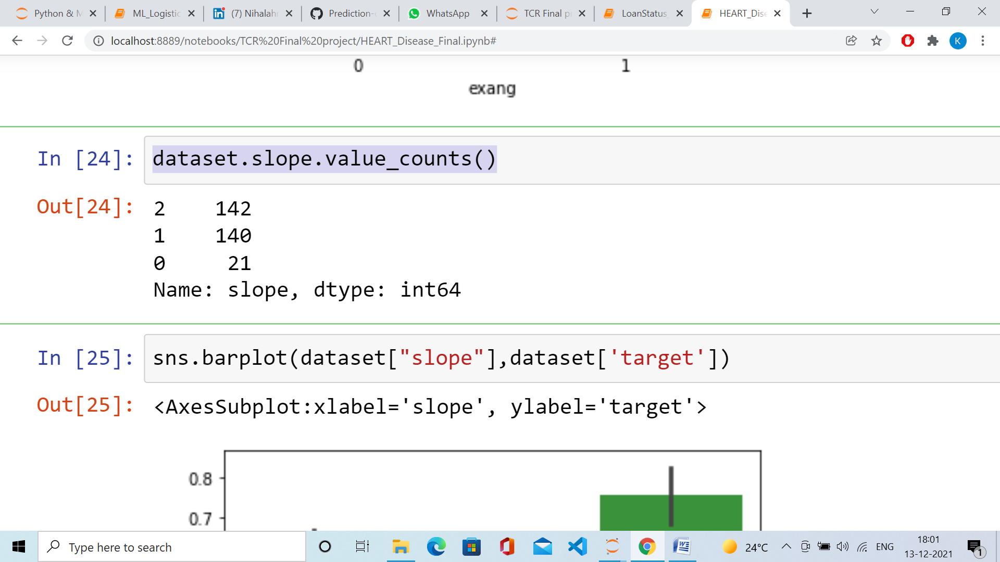 Python & M
ML_Logistic
(7) Nihalahr
Prediction-
WhatsApp
TCR Final p
LoanStatus_
HEART_Dise
localhost:8889/notebooks/TCR%20Final%20project/HEART_Disease_Final.ipynb#
K
0 1
exang
In [24]: dataset.slope.value_counts()
Out[24]: 2 142
1 140
0 21
Name: slope, dtype: int64
In [25]: sns.barplot(dataset["slope"],dataset['target'])
Out[25]: <AxesSubplot:xlabel='slope', ylabel='target'>
0.8
0.7
Type here to search
24°C
ENG
18:01
13-12-2021
1